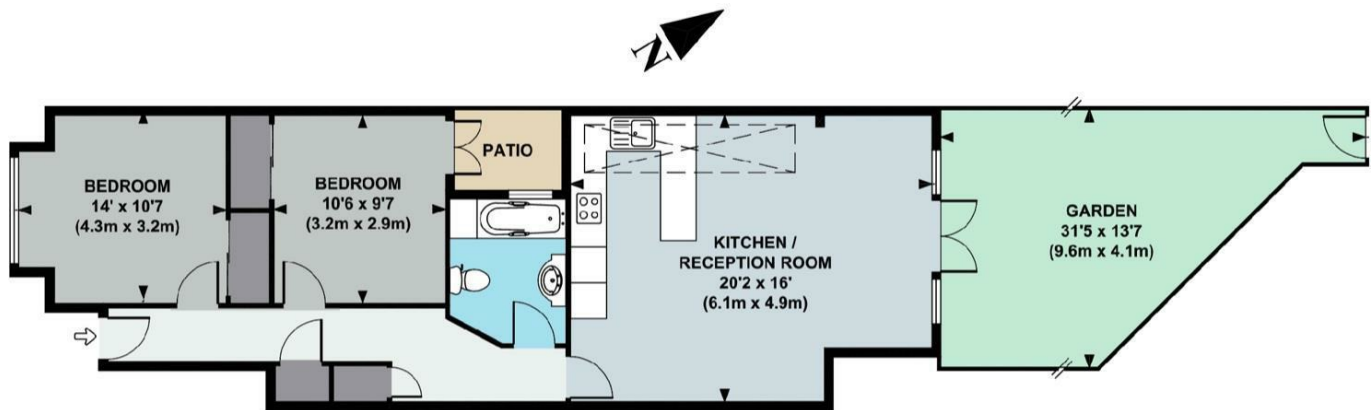 N
BEDROOM
14' x 10'7
(4.3m x 3.2m)
BEDROOM
10'6 x 9'7
(3.2m x 2.9m)
PATIO
KITCHEN /
RECEPTION ROOM
20'2 x 16'
(6.1m x 4.9m)
GARDEN
31'5 x 13'7
(9.6m x 4.1m)